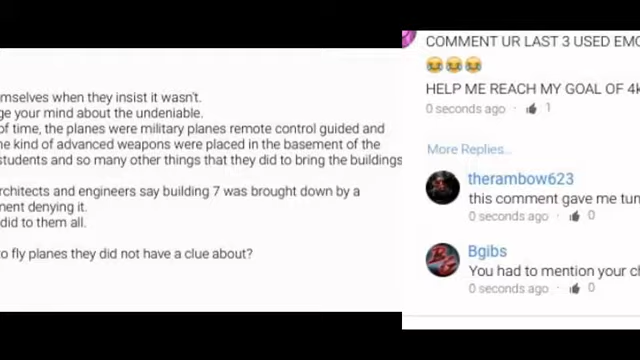 mselves when they insist it wasn't.
ge your mind about the undeniable.
of time, the planes were military planes remote control guided and
ne kind of advanced weapons were placed in the basement of the
students and so many other things that they did to bring the buildings
rchitects and engineers say building 7 was brought down by a
ment denying it.
did to them all.
to fly planes they did not have a clue about?
COMMENT UR LAST 3 USED EMO
😂😂😂
HELP ME REACH MY GOAL OF 4k
0 seconds ago · 1
More Replies...
therambow623
this comment gave me tum
0 seconds ago · 0
BG
Bgibs
You had to mention your ch
0 seconds ago · 0